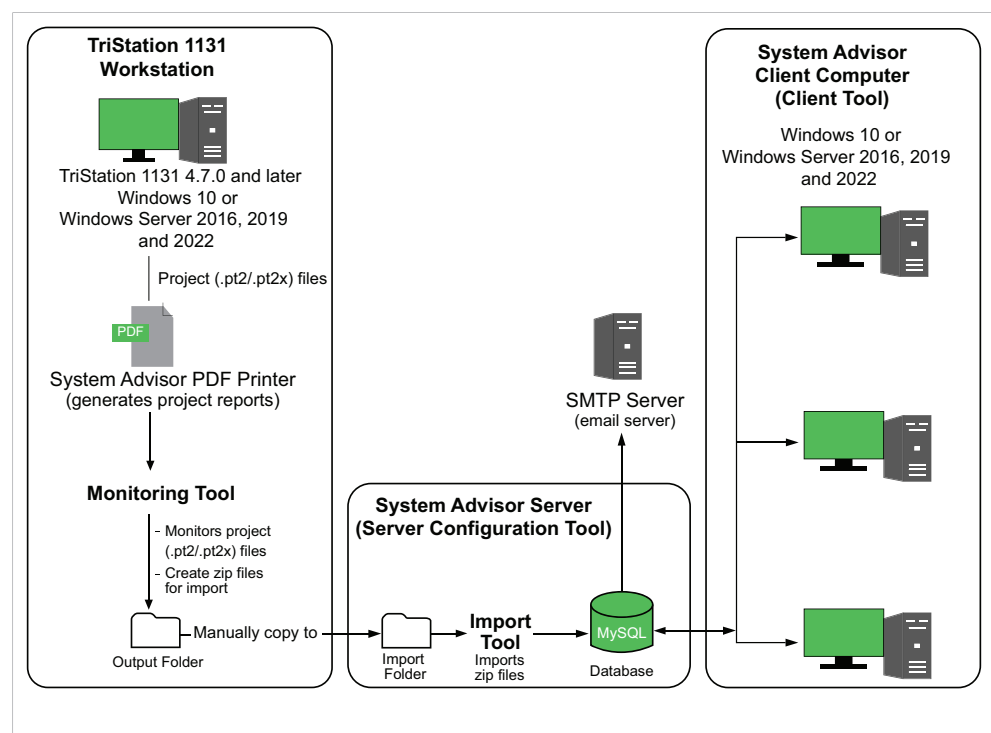 TriStation 1131
Workstation
TriStation 1131 4.7.0 and later
Windows 10 or
Windows Server 2016, 2019
and 2022
Project (.pt2/.pt2x) files
PDF
System Advisor PDF Printer
(generates project reports)
Monitoring Tool
- Monitors project
(.pt2/.pt2x) files
- Create zip files
for import
Output Folder
Manually copy to
System Advisor Server
(Server Configuration Tool)
Import
Folder
Import
Tool
Imports
zip files
MySQL
Database
SMTP Server
(email server)
System Advisor
Client Computer
(Client Tool)
Windows 10 or
Windows Server 2016, 2019
and 2022